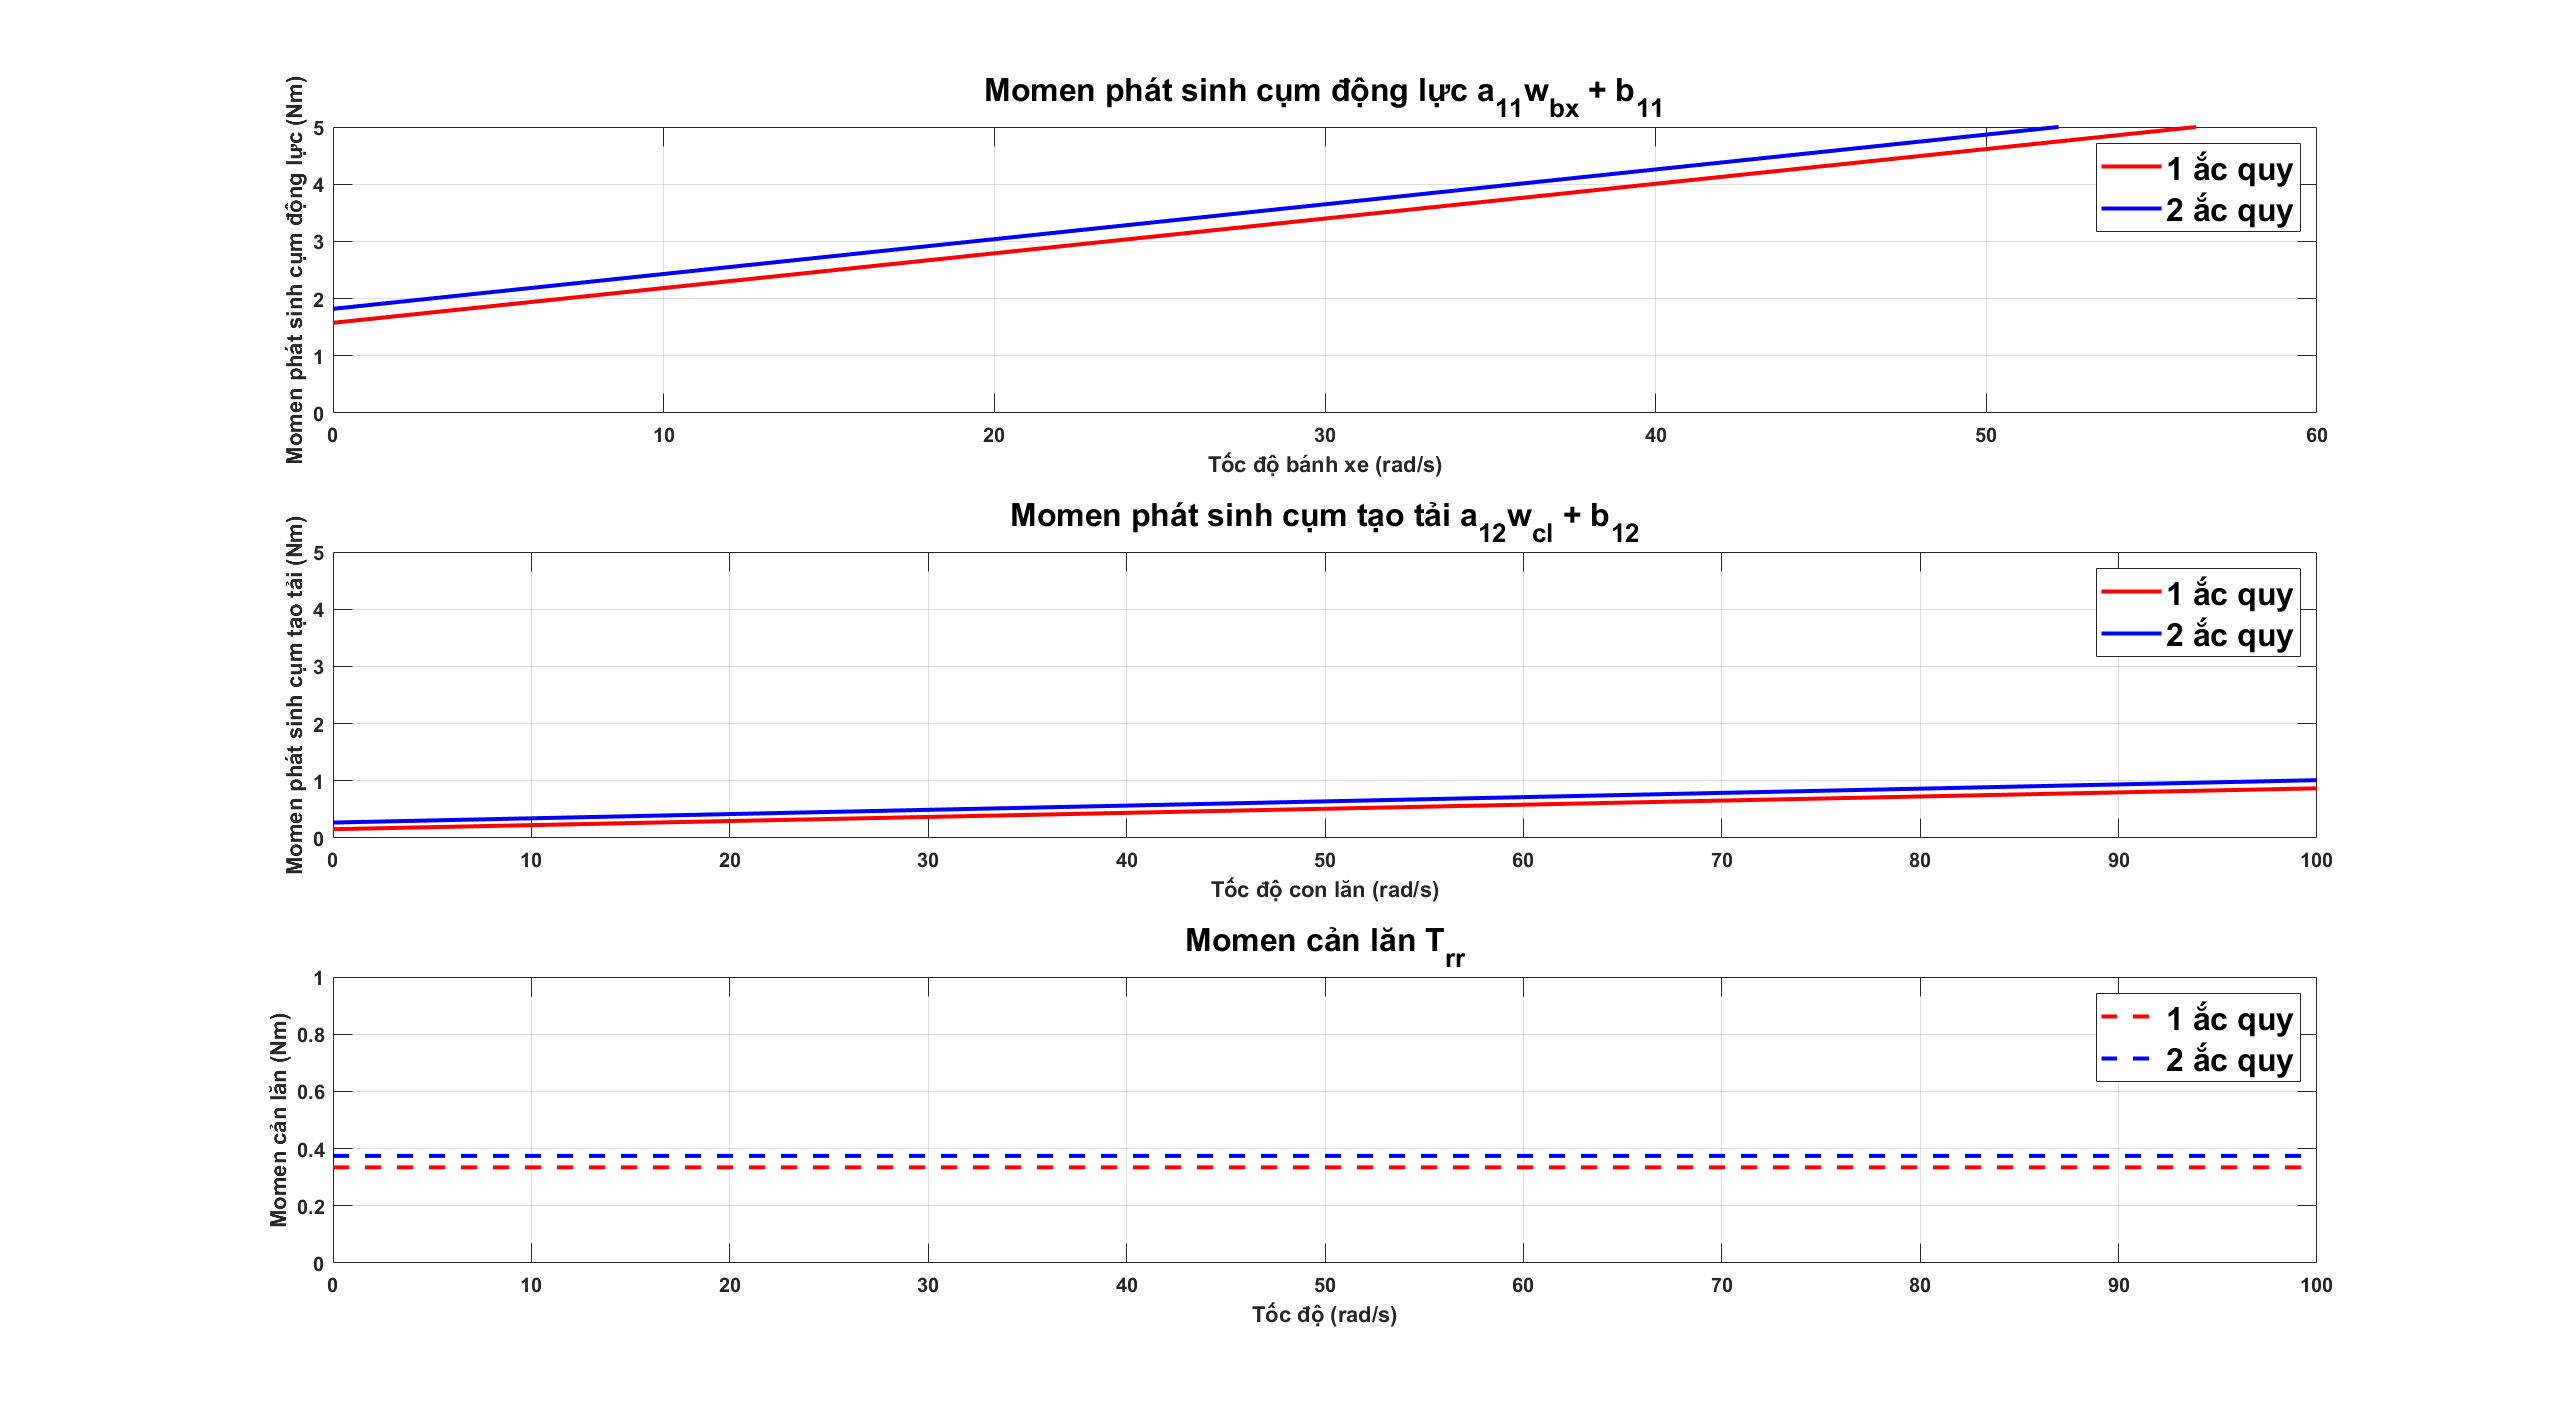 Momen phát sinh cụm động lực a11wbx + b11
Momen phát sinh cụm động lực (Nm)
5
4
3
2
1
0
1 ắc quy
2 ắc quy
0 10 20 30 40 50 60
Tốc độ bánh xe (rad/s)
Momen phát sinh cụm tạo tải a12wcl + b12
Momen phát sinh cụm tạo tải (Nm)
5
4
3
2
1
0
1 ắc quy
2 ắc quy
0 10 20 30 40 50 60 70 80 90 100
Tốc độ con lăn (rad/s)
Momen cản lăn Trr
Momen cản lăn (Nm)
1
0.8
0.6
0.4
0.2
0
1 ắc quy
2 ắc quy
0 10 20 30 40 50 60 70 80 90 100
Tốc độ (rad/s)